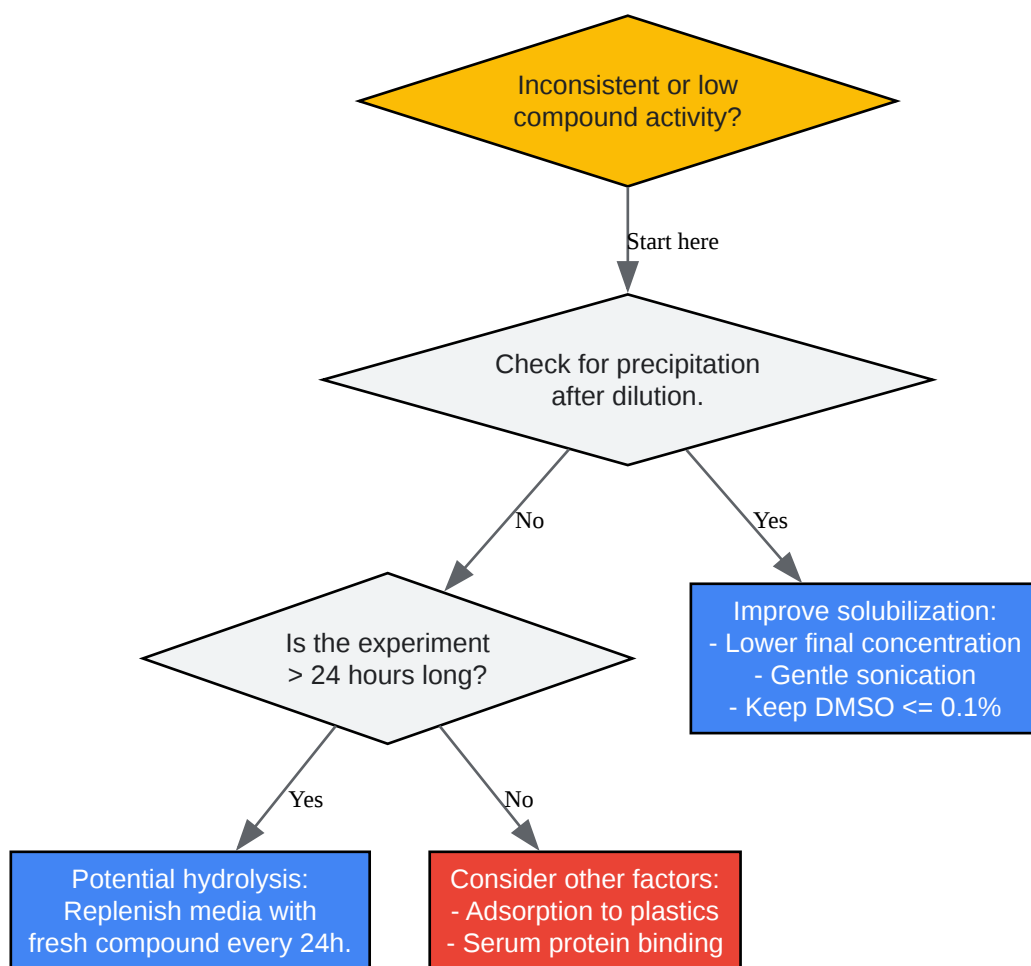 Inconsistent or low
compound activity?
Start here
Check for precipitation
after dilution.
No
Yes
Is the experiment
> 24 hours long?
Improve solubilization:
- Lower final concentration
- Gentle sonication
- Keep DMSO <= 0.1%
Yes
No
Potential hydrolysis:
Replenish media with
fresh compound every 24h.
Consider other factors:
- Adsorption to plastics
- Serum protein binding